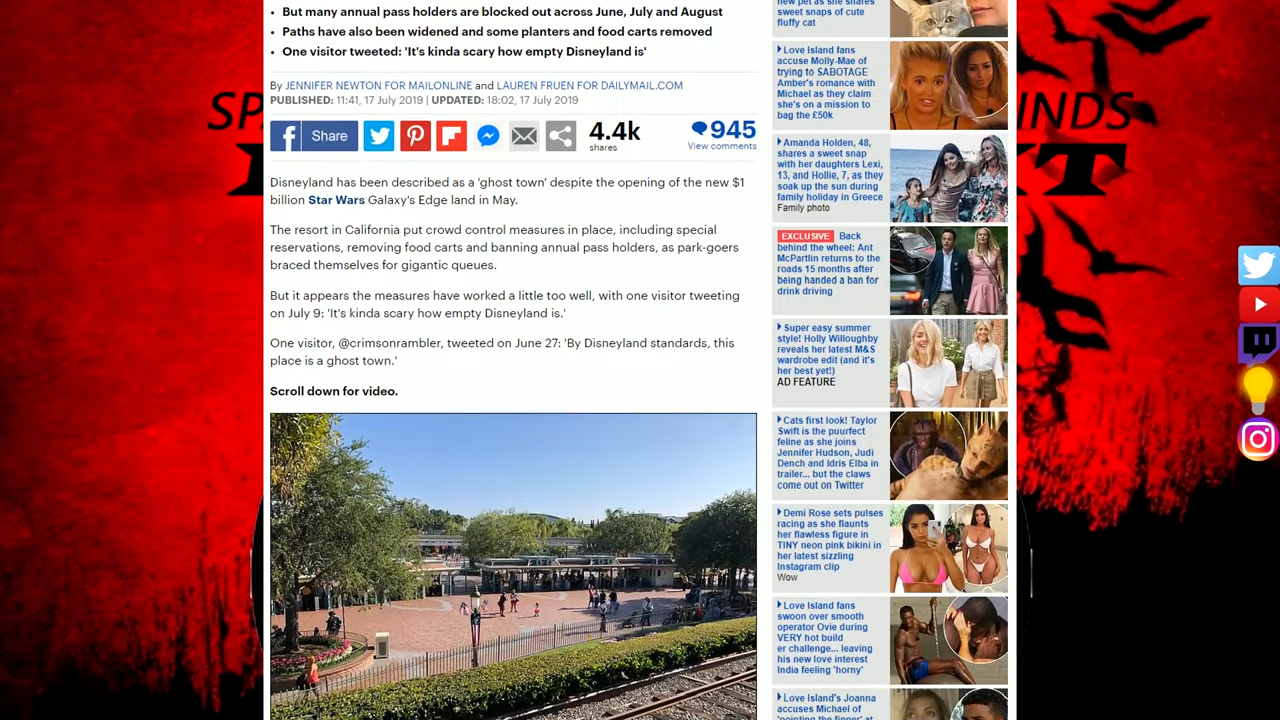 • But many annual pass holders are blocked out across June, July and August
• Paths have also been widened and some planters and food carts removed
• One visitor tweeted: 'It's kinda scary how empty Disneyland is'
By JENNIFER NEWTON FOR MAILONLINE and LAUREN FRUEN FOR DAILYMAIL.COM
PUBLISHED: 11:41, 17 July 2019 | UPDATED: 18:02, 17 July 2019
Share
4.4k
shares
945
View comments
Disneyland has been described as a 'ghost town' despite the opening of the new $1
billion Star Wars Galaxy's Edge land in May.
The resort in California put crowd control measures in place, including special
reservations, removing food carts and banning annual pass holders, as park-goers
braced themselves for gigantic queues.
But it appears the measures have worked a little too well, with one visitor tweeting
on July 9: 'It's kinda scary how empty Disneyland is.'
One visitor, @crimsonrambler, tweeted on June 27: 'By Disneyland standards, this
place is a ghost town.'
Scroll down for video.
new pet as she shares
sweet snaps of cute
fluffy cat
Love Island fans
accuse Molly-Mae of
trying to SABOTAGE
Amber's romance with
Michael as they claim
she's on a mission to
bag the £50k
Amanda Holden, 48,
shares a sweet snap
with her daughters Lexi,
13, and Hollie, 7, as they
soak up the sun during
family holiday in Greece
Family photo
EXCLUSIVE Back
behind the wheel: Ant
McPartlin returns to the
roads 15 months after
being handed a ban for
drink driving
Super easy summer
style! Holly Willoughby
reveals her latest M&S
wardrobe edit (and it's
her best yet!)
AD FEATURE
Cats first look! Taylor
Swift is the puurfect
feline as she joins
Jennifer Hudson, Judi
Dench and Idris Elba in
trailer... but the claws
come out on Twitter
Demi Rose sets pulses
racing as she flaunts
her flawless figure in
TINY neon pink bikini in
her latest sizzling
Instagram clip
Wow
Love Island fans
swoon over smooth
operator Ovie during
VERY hot build
er challenge... leaving
his new love interest
India feeling 'horny'
Love Island's Joanna
accuses Michael of
'pointing the finger' at